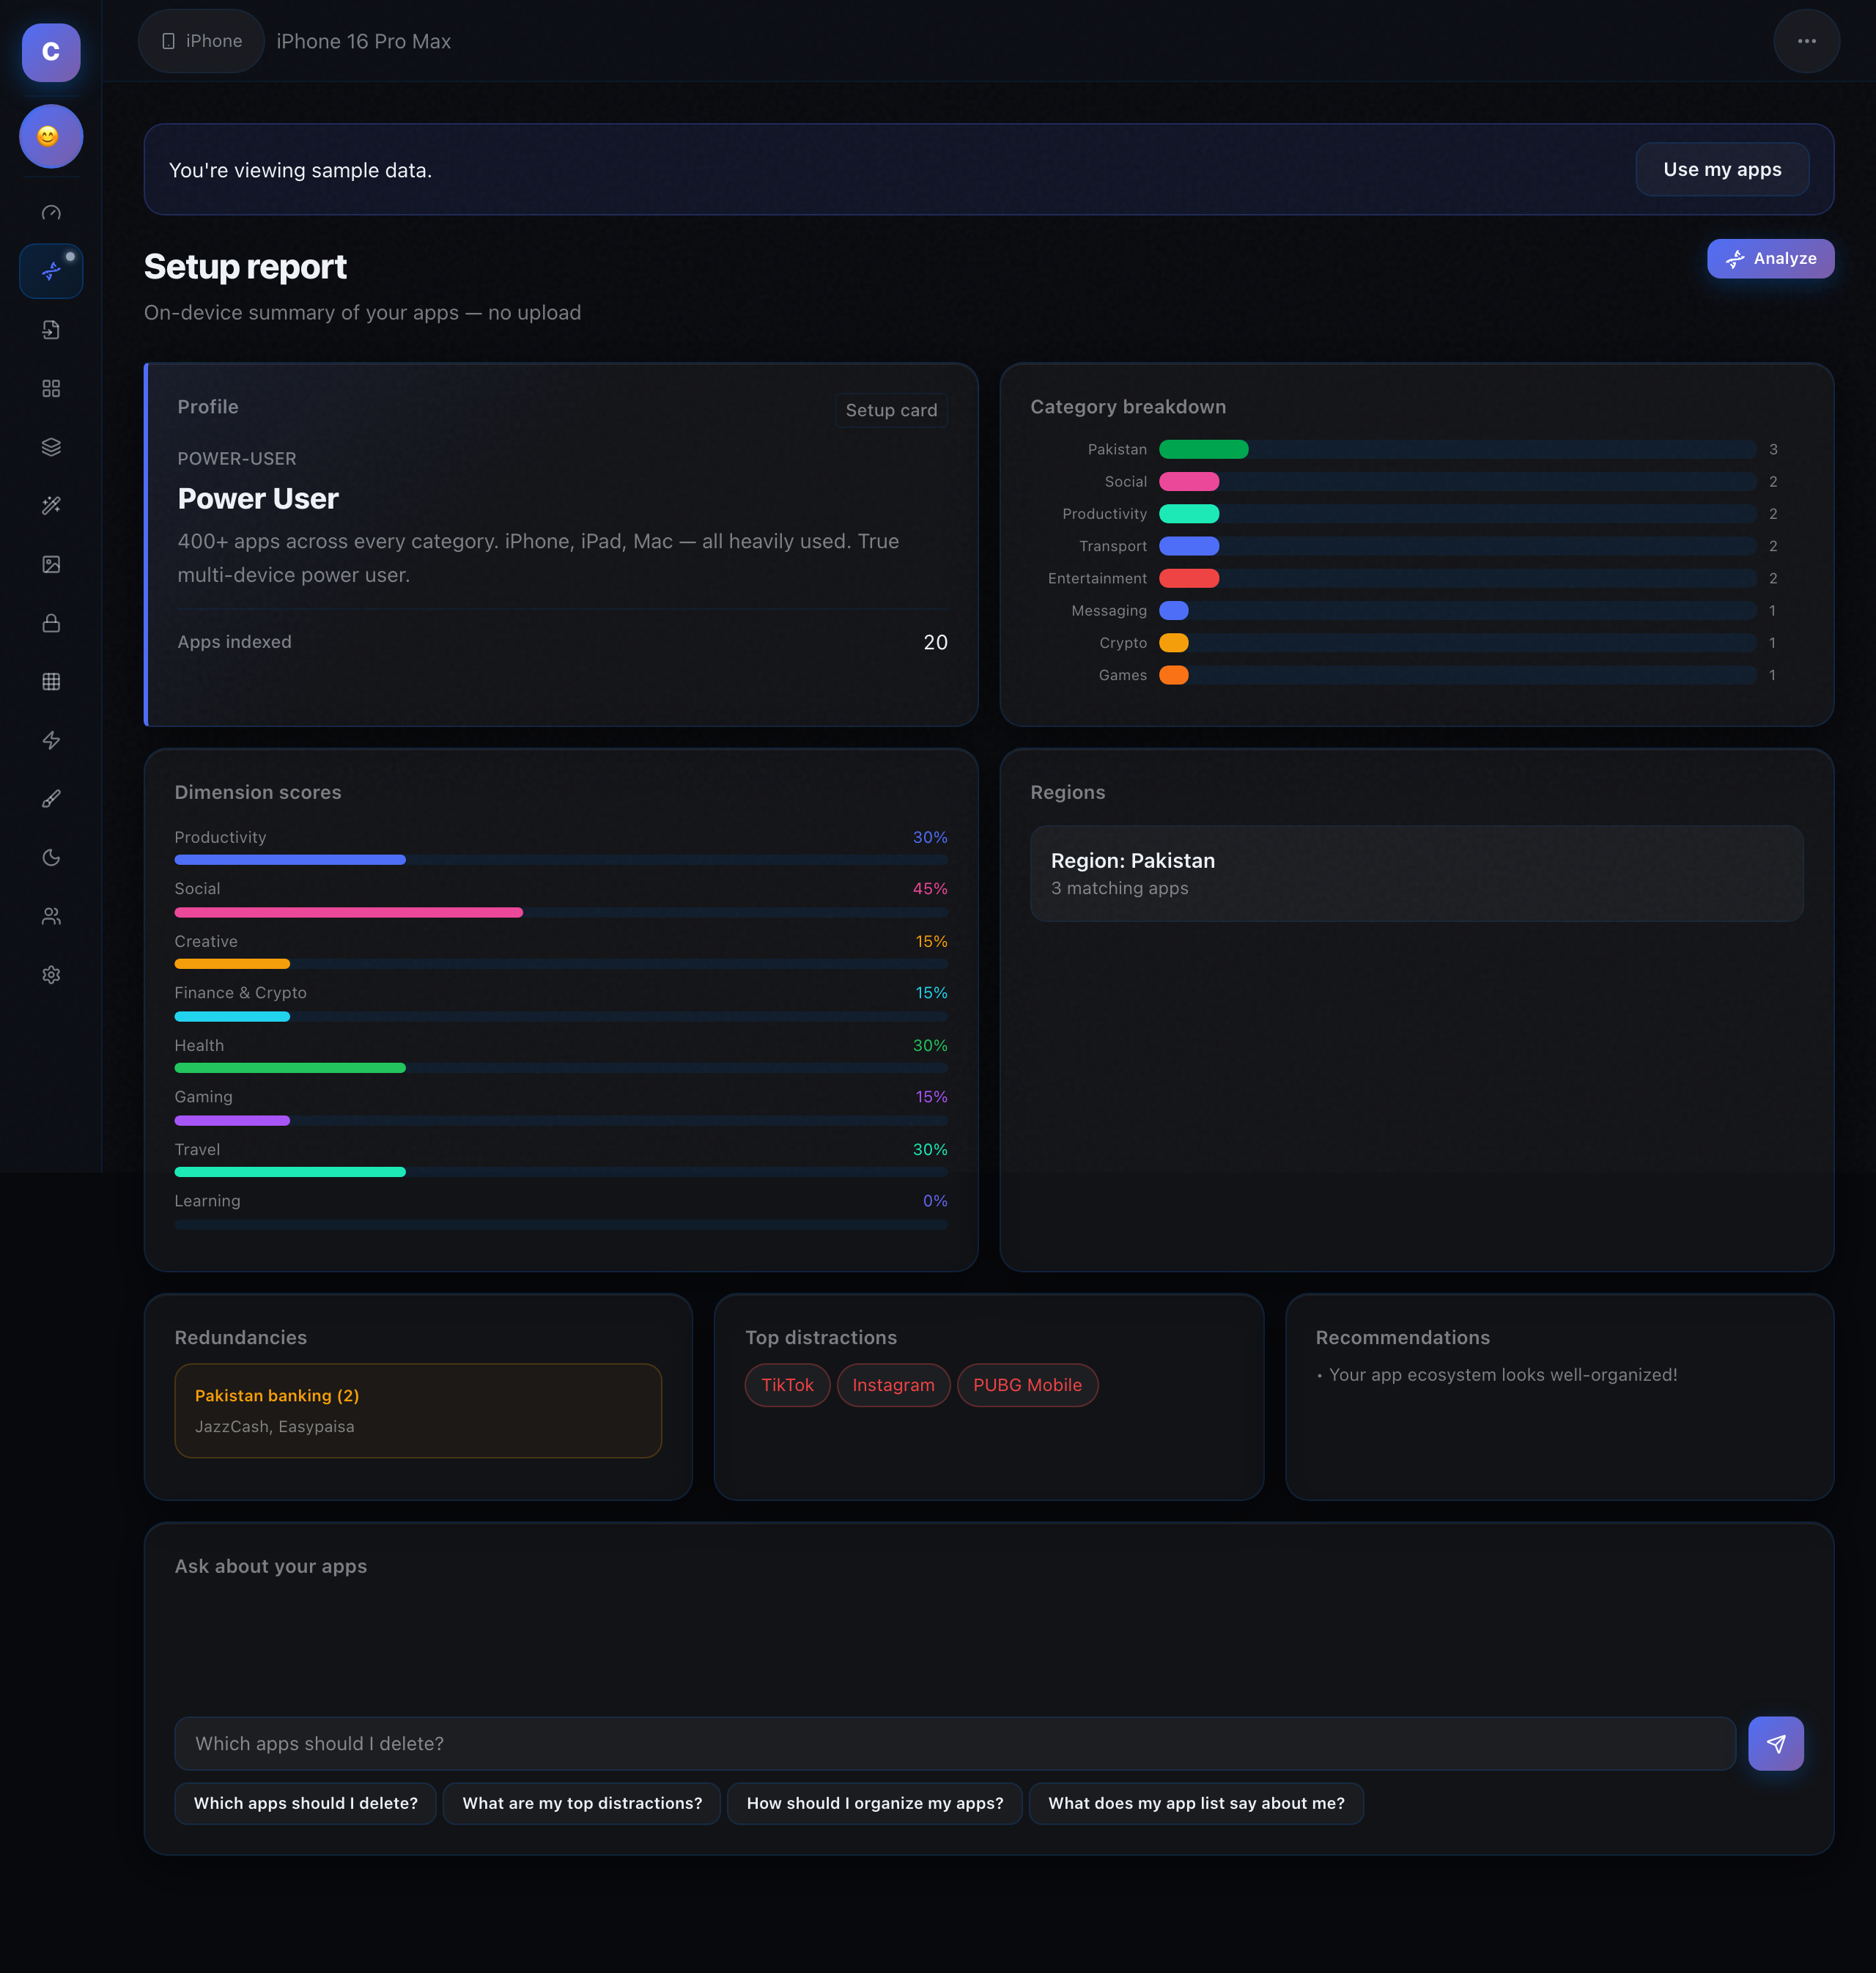 C
iPhone
iPhone 16 Pro Max
You're viewing sample data.
Use my apps
Setup report
Analyze
On-device summary of your apps — no upload
Profile
Setup card
POWER-USER
Power User
400+ apps across every category. iPhone, iPad, Mac — all heavily used. True
multi-device power user.
Apps indexed
20
Category breakdown
Pakistan 3
Social 2
Productivity 2
Transport 2
Entertainment 2
Messaging 1
Crypto 1
Games 1
Dimension scores
Productivity 30%
Social 45%
Creative 15%
Finance & Crypto 15%
Health 30%
Gaming 15%
Travel 30%
Learning 0%
Regions
Region: Pakistan
3 matching apps
Redundancies
Pakistan banking (2)
JazzCash, Easypaisa
Top distractions
TikTok Instagram PUBG Mobile
Recommendations
• Your app ecosystem looks well-organized!
Ask about your apps
Which apps should I delete?
Which apps should I delete? What are my top distractions? How should I organize my apps? What does my app list say about me?